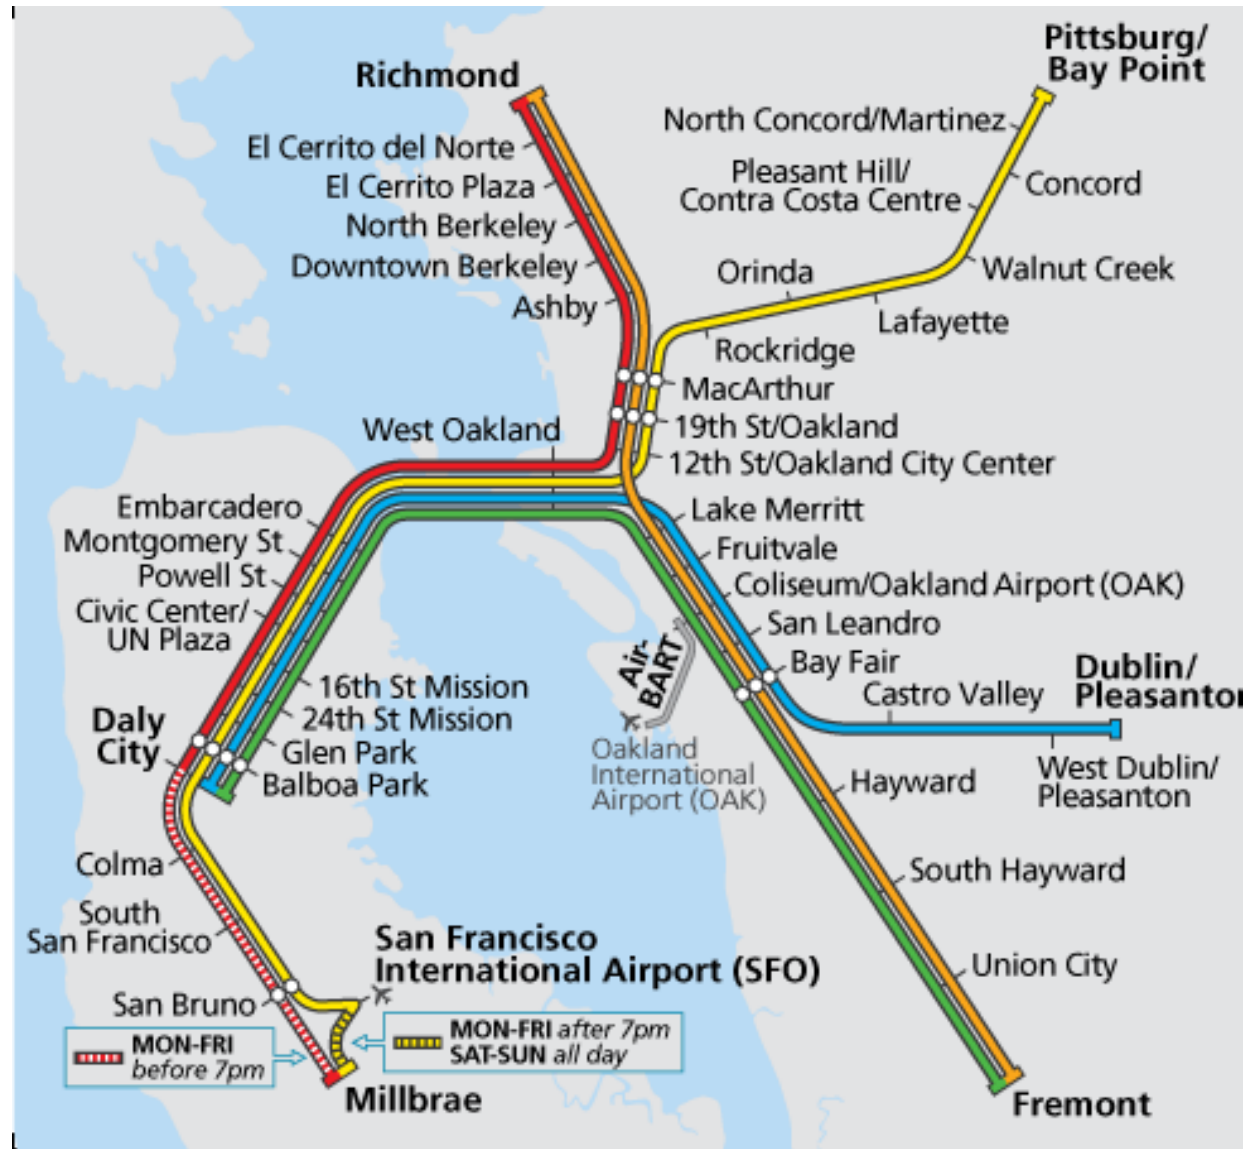 Pittsburg/
Bay Point
Richmond
North Concord/Martinez
El Cerrito del Norte
Pleasant Hill/
Contra Costa Centre
Concord
El Cerrito Plaza
North Berkeley
Downtown Berkeley
Orinda
Walnut Creek
Ashby
Lafayette
Rockridge
MacArthur
West Oakland
19th St/Oakland
12th St/Oakland City Center
Embarcadero
Lake Merritt
Montgomery St
Fruitvale
Powell St
Coliseum/Oakland Airport (OAK)
Civic Center/
UN Plaza
San Leandro
Air-
BART
Bay Fair
Dublin/
Pleasanton
16th St Mission
Castro Valley
24th St Mission
Daly
City
Glen Park
Oakland
International
Airport (OAK)
Balboa Park
West Dublin/
Pleasanton
Hayward
Colma
South Hayward
South
San Francisco
San Francisco
International Airport (SFO)
Union City
San Bruno
MON-FRI
before 7pm
MON-FRI after 7pm
SAT-SUN all day
Millbrae
Fremont